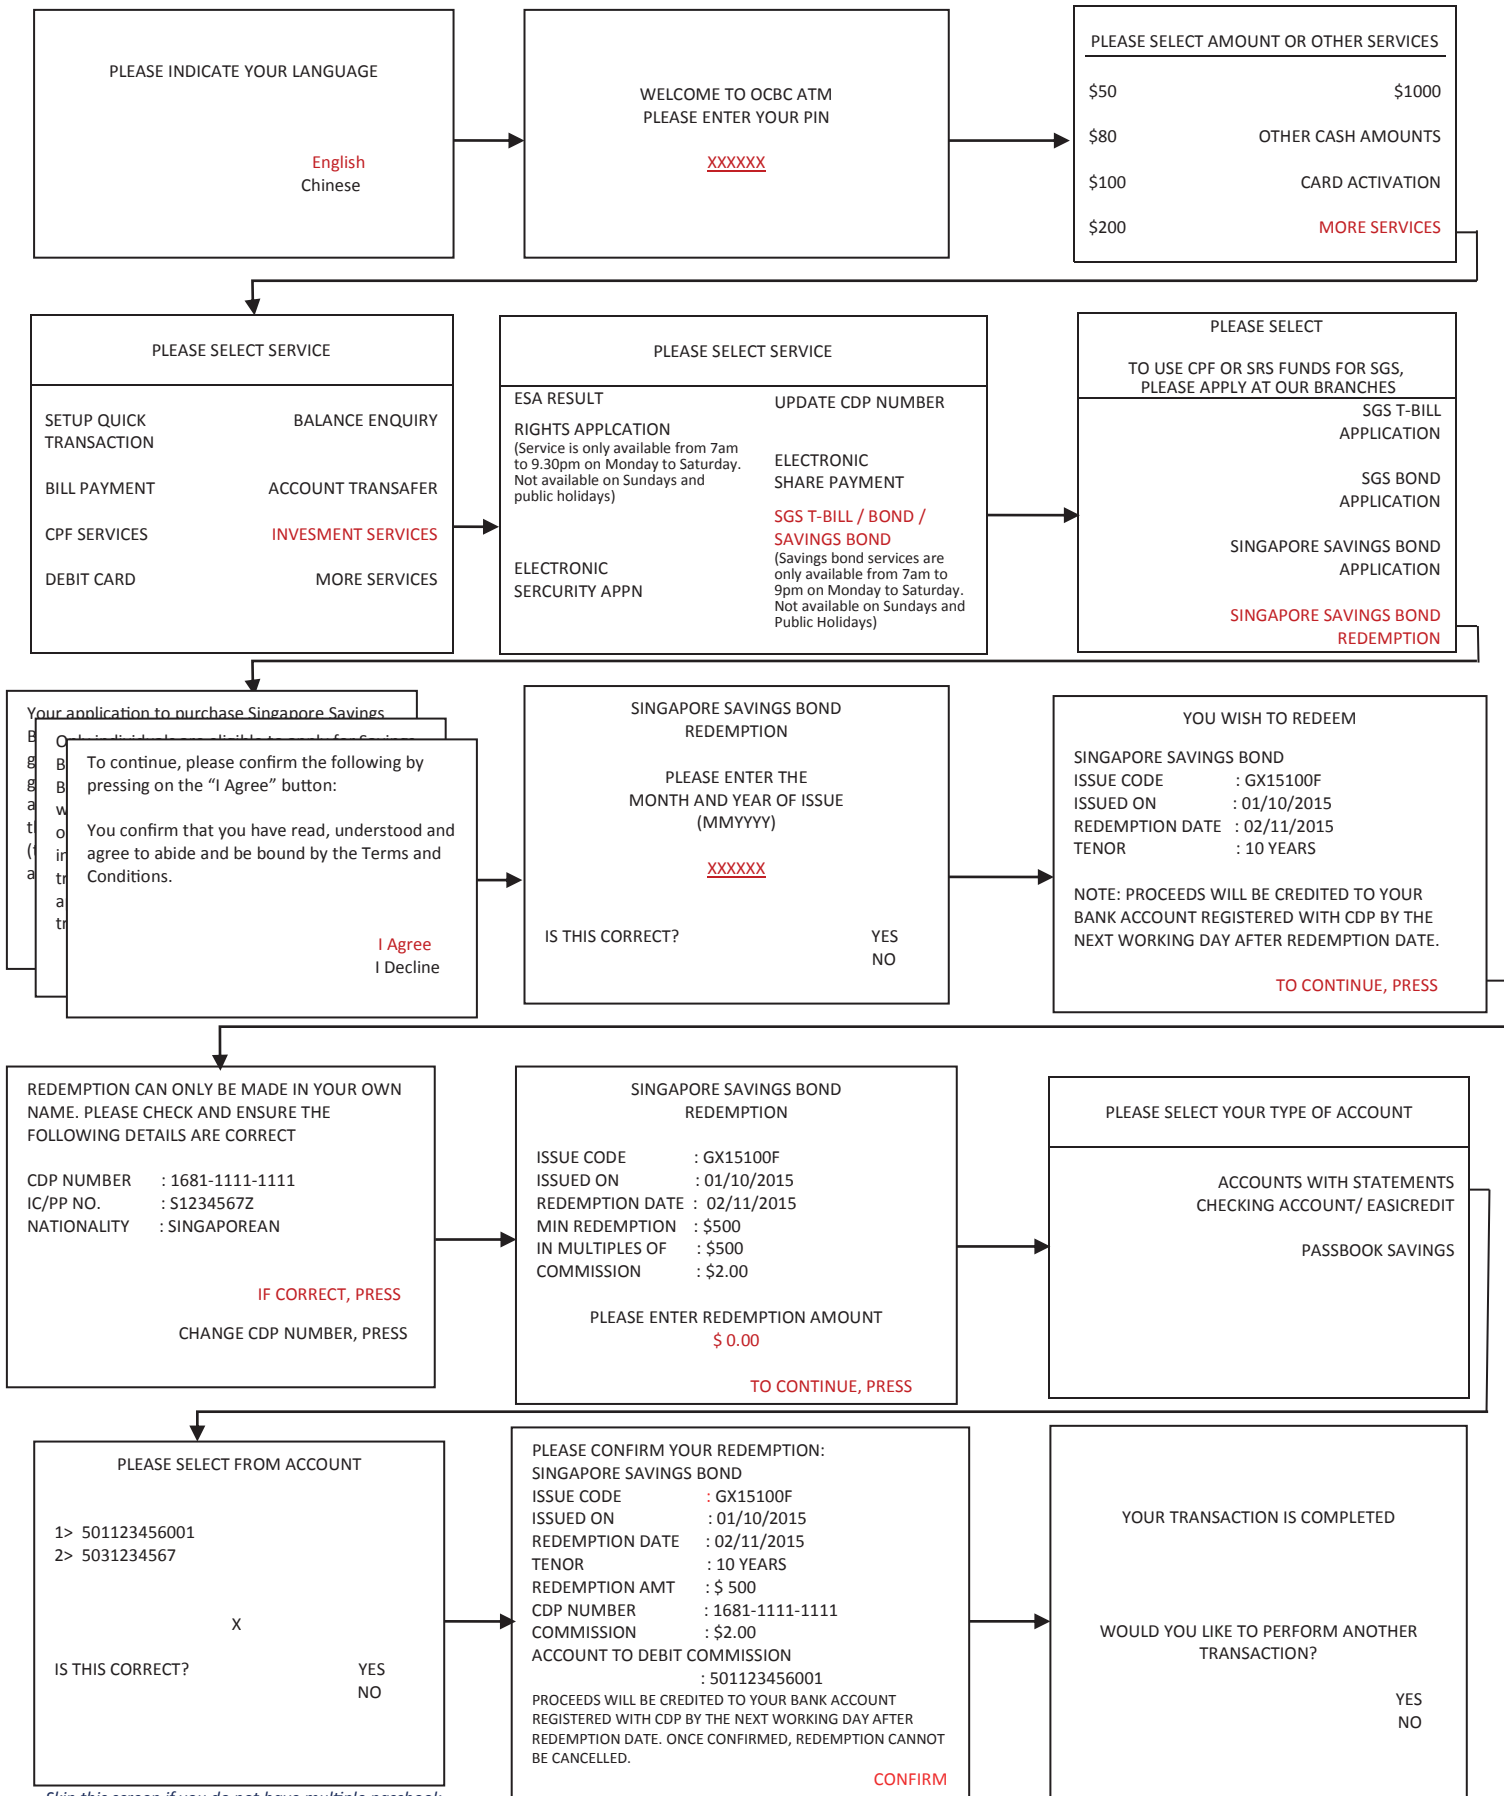 PLEASE INDICATE YOUR LANGUAGE
English
Chinese
WELCOME TO OCBC ATM
PLEASE ENTER YOUR PIN
XXXXXX
PLEASE SELECT AMOUNT OR OTHER SERVICES
$50 $1000
$80 OTHER CASH AMOUNTS
$100 CARD ACTIVATION
$200 MORE SERVICES
PLEASE SELECT SERVICE
SETUP QUICK BALANCE ENQUIRY
TRANSACTION
BILL PAYMENT ACCOUNT TRANSAFER
CPF SERVICES INVESMENT SERVICES
DEBIT CARD MORE SERVICES
PLEASE SELECT SERVICE
ESA RESULT
RIGHTS APPLCATION
(Service is only available from 7am
to 9.30pm on Monday to Saturday.
Not available on Sundays and
public holidays)
ELECTRONIC
SERCURITY APPN
UPDATE CDP NUMBER
ELECTRONIC
SHARE PAYMENT
SGS T-BILL / BOND /
SAVINGS BOND
(Savings bond services are
only available from 7am to
9pm on Monday to Saturday.
Not available on Sundays and
Public Holidays)
PLEASE SELECT
TO USE CPF OR SRS FUNDS FOR SGS,
PLEASE APPLY AT OUR BRANCHES
SGS T-BILL
APPLICATION
SGS BOND
APPLICATION
SINGAPORE SAVINGS BOND
APPLICATION
SINGAPORE SAVINGS BOND
REDEMPTION
Your application to purchase Singapore Savings
Only individuals are eligible to apply for Savings
To continue, please confirm the following by
pressing on the “I Agree” button:
You confirm that you have read, understood and
agree to abide and be bound by the Terms and
Conditions.
I Agree
I Decline
SINGAPORE SAVINGS BOND
REDEMPTION
PLEASE ENTER THE
MONTH AND YEAR OF ISSUE
(MMYYYY)
XXXXXX
IS THIS CORRECT? YES
NO
YOU WISH TO REDEEM
SINGAPORE SAVINGS BOND
ISSUE CODE : GX15100F
ISSUED ON : 01/10/2015
REDEMPTION DATE : 02/11/2015
TENOR : 10 YEARS
NOTE: PROCEEDS WILL BE CREDITED TO YOUR
BANK ACCOUNT REGISTERED WITH CDP BY THE
NEXT WORKING DAY AFTER REDEMPTION DATE.
TO CONTINUE, PRESS
REDEMPTION CAN ONLY BE MADE IN YOUR OWN
NAME. PLEASE CHECK AND ENSURE THE
FOLLOWING DETAILS ARE CORRECT
CDP NUMBER : 1681-1111-1111
IC/PP NO. : S1234567Z
NATIONALITY : SINGAPOREAN
IF CORRECT, PRESS
CHANGE CDP NUMBER, PRESS
SINGAPORE SAVINGS BOND
REDEMPTION
ISSUE CODE : GX15100F
ISSUED ON : 01/10/2015
REDEMPTION DATE : 02/11/2015
MIN REDEMPTION : $500
IN MULTIPLES OF : $500
COMMISSION : $2.00
PLEASE ENTER REDEMPTION AMOUNT
$ 0.00
TO CONTINUE, PRESS
PLEASE SELECT YOUR TYPE OF ACCOUNT
ACCOUNTS WITH STATEMENTS
CHECKING ACCOUNT/ EASICREDIT
PASSBOOK SAVINGS
PLEASE SELECT FROM ACCOUNT
1> 501123456001
2> 5031234567
X
IS THIS CORRECT? YES
NO
Skip this screen if you do not have multiple passbook
PLEASE CONFIRM YOUR REDEMPTION:
SINGAPORE SAVINGS BOND
ISSUE CODE : GX15100F
ISSUED ON : 01/10/2015
REDEMPTION DATE : 02/11/2015
TENOR : 10 YEARS
REDEMPTION AMT : $ 500
CDP NUMBER : 1681-1111-1111
COMMISSION : $2.00
ACCOUNT TO DEBIT COMMISSION
: 501123456001
PROCEEDS WILL BE CREDITED TO YOUR BANK ACCOUNT
REGISTERED WITH CDP BY THE NEXT WORKING DAY AFTER
REDEMPTION DATE. ONCE CONFIRMED, REDEMPTION CANNOT
BE CANCELLED.
CONFIRM
YOUR TRANSACTION IS COMPLETED
WOULD YOU LIKE TO PERFORM ANOTHER
TRANSACTION?
YES
NO